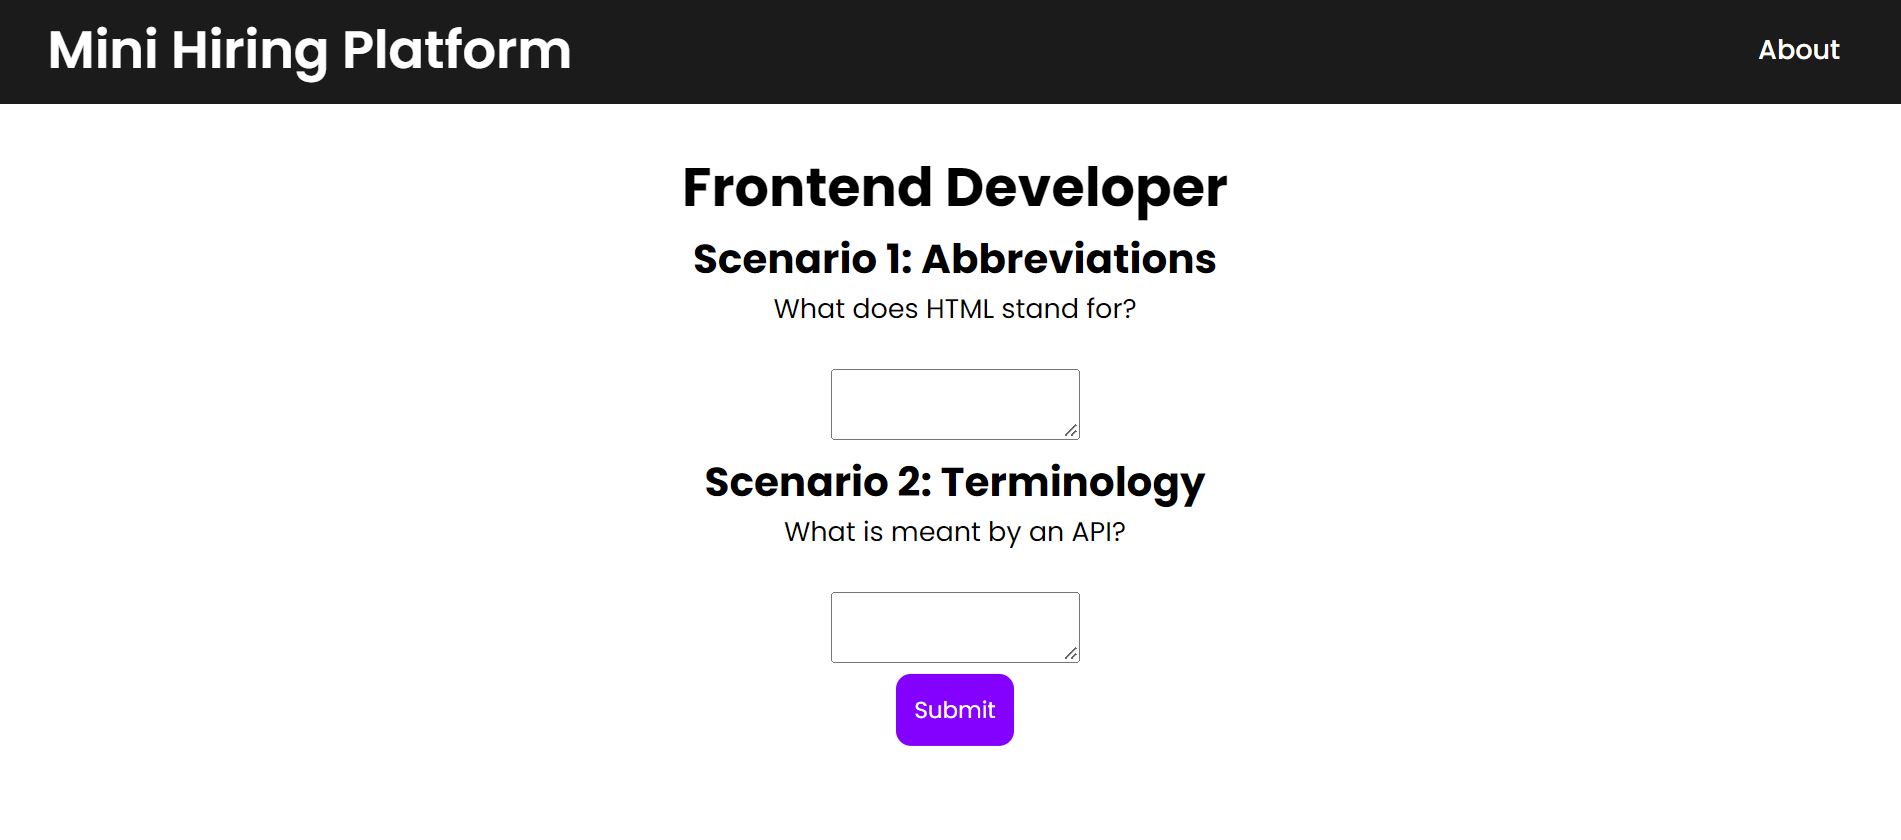 Mini Hiring Platform
About
Frontend Developer
Scenario 1: Abbreviations
What does HTML stand for?
Scenario 2: Terminology
What is meant by an API?
Submit